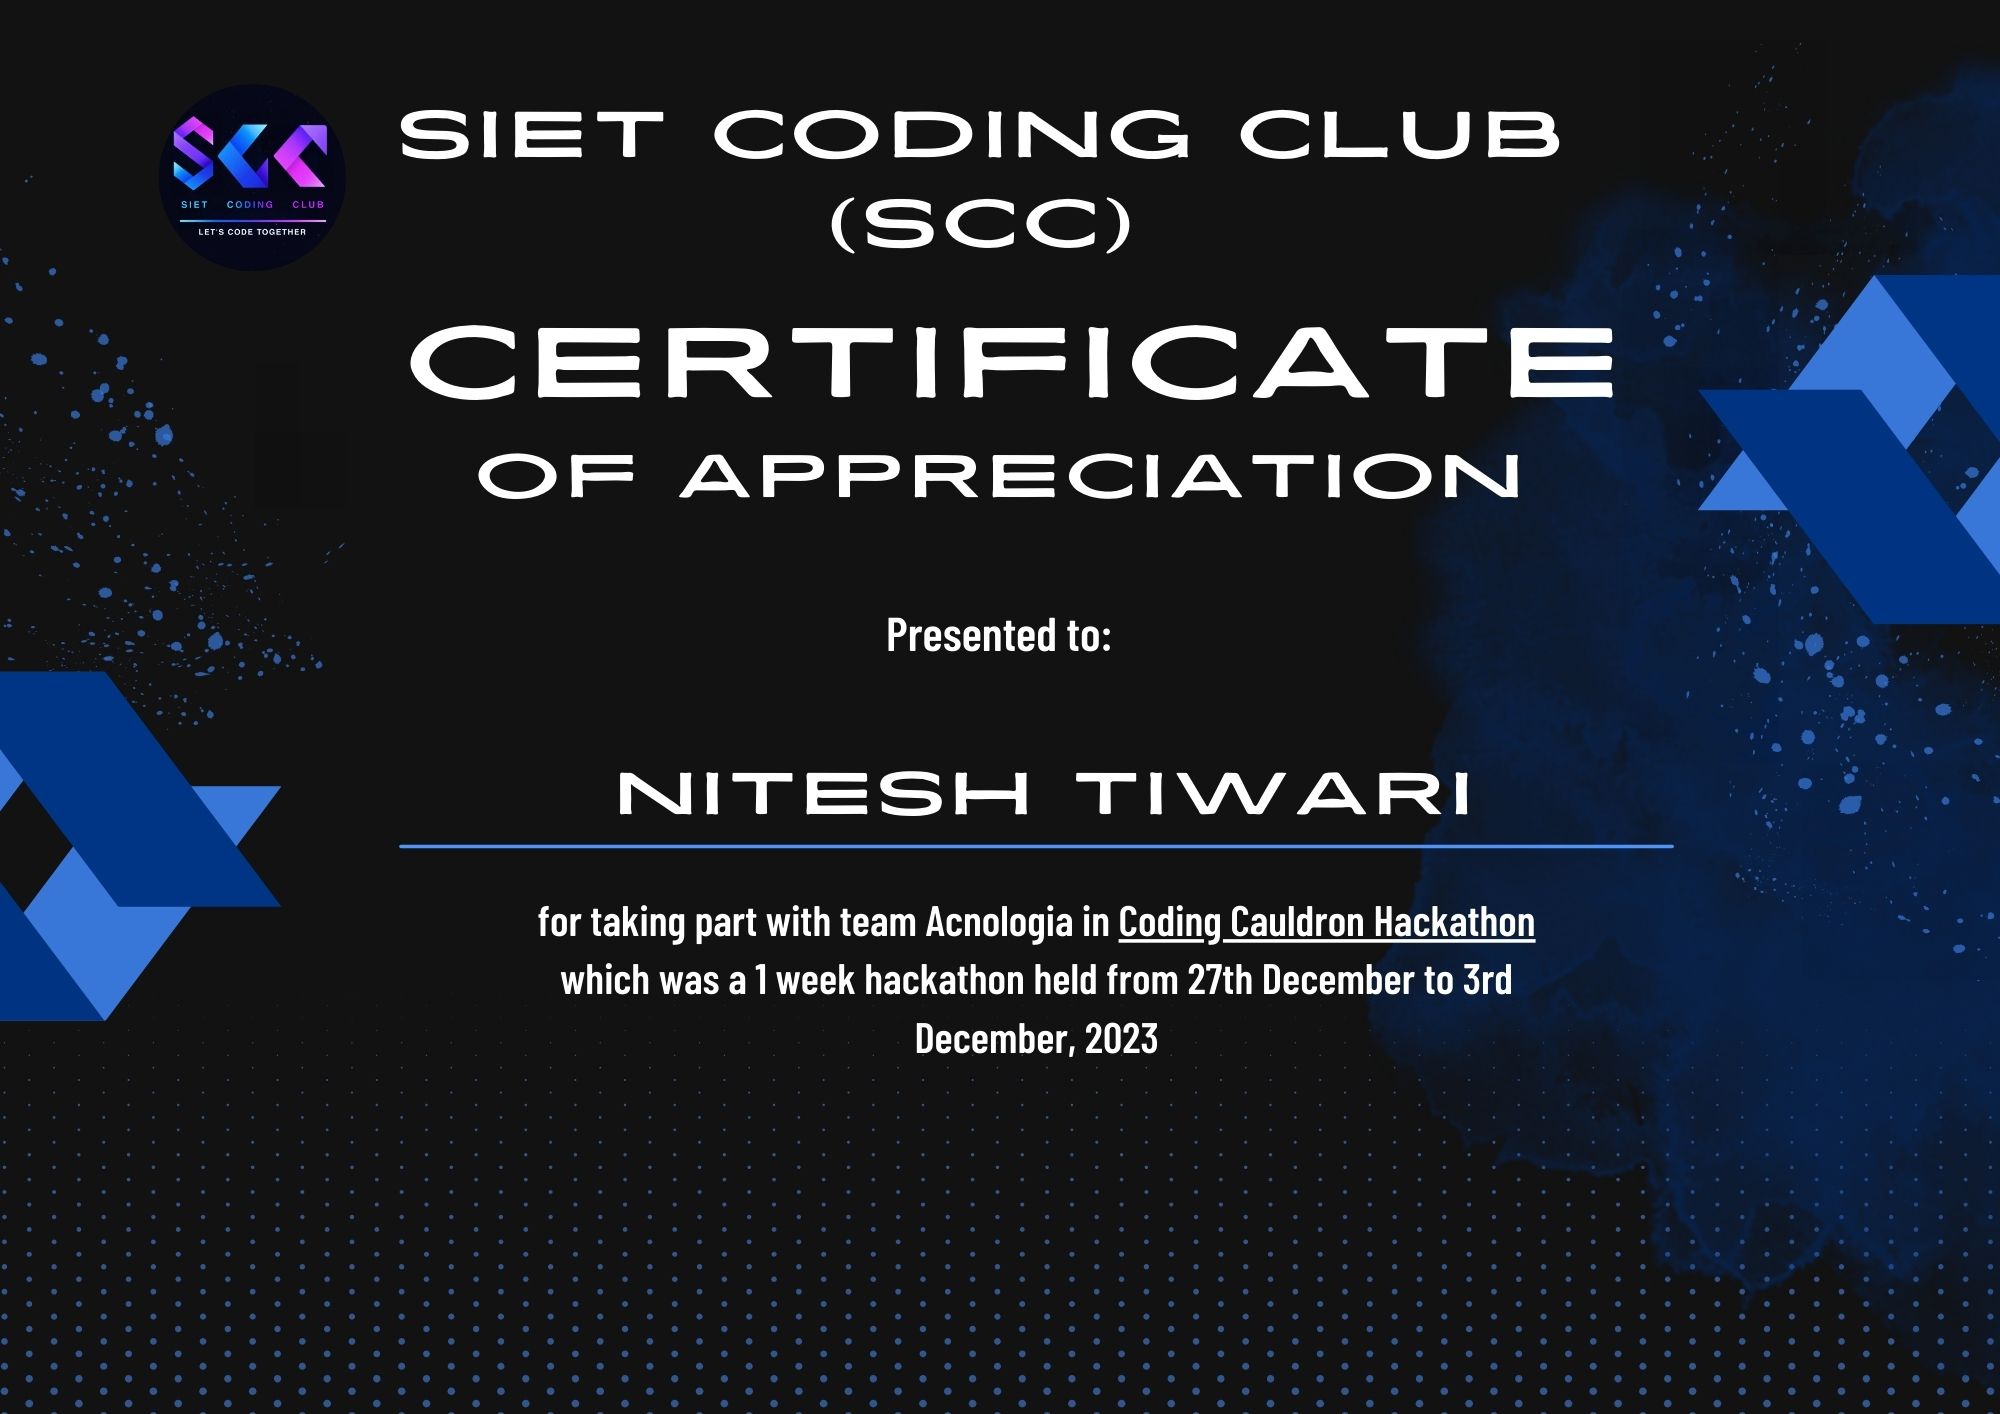 SCC
SIET CODING CLUB
LET'S CODE TOGETHER
SIET CODING CLUB
(SCC)
CERTIFICATE
OF APPRECIATION
Presented to:
NITESH TIWARI
for taking part with team Acnologia in Coding Cauldron Hackathon
which was a 1 week hackathon held from 27th December to 3rd
December, 2023